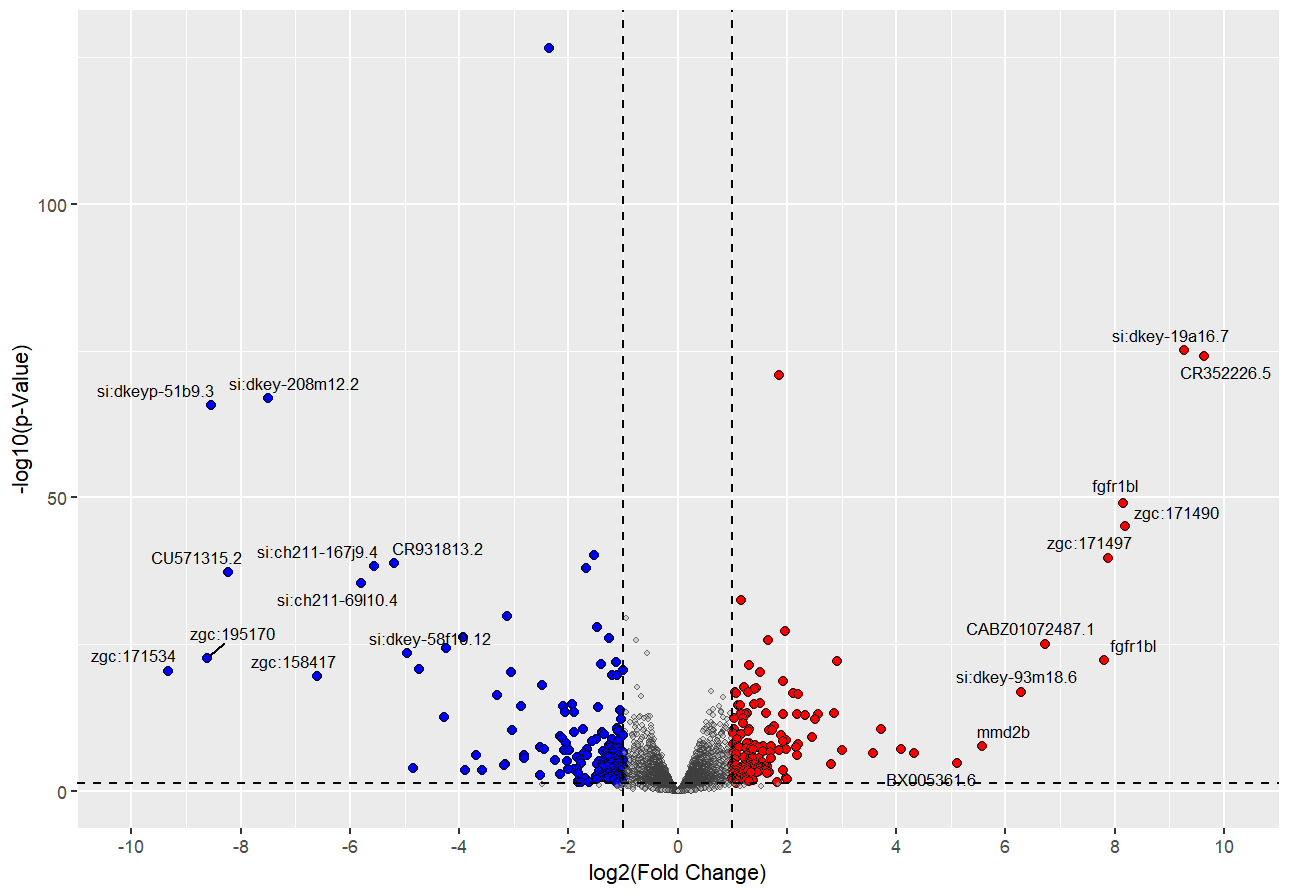 100
50
0
-log10(p-Value)
si:dkey-19a16.7
CR352226.5
si:dkeyp-51b9.3
si:dkey-208m12.2
fgfr1bl
zgc:171490
zgc:171497
CU571315.2
si:ch211-167j9.4
CR931813.2
si:ch211-69l10.4
zgc:195170
si:dkey-58f10.12
zgc:171534
zgc:158417
CABZ01072487.1
fgfr1bl
si:dkey-93m18.6
mmd2b
BX005361.6
-10 -8 -6 -4 -2 0 2 4 6 8 10
log2(Fold Change)